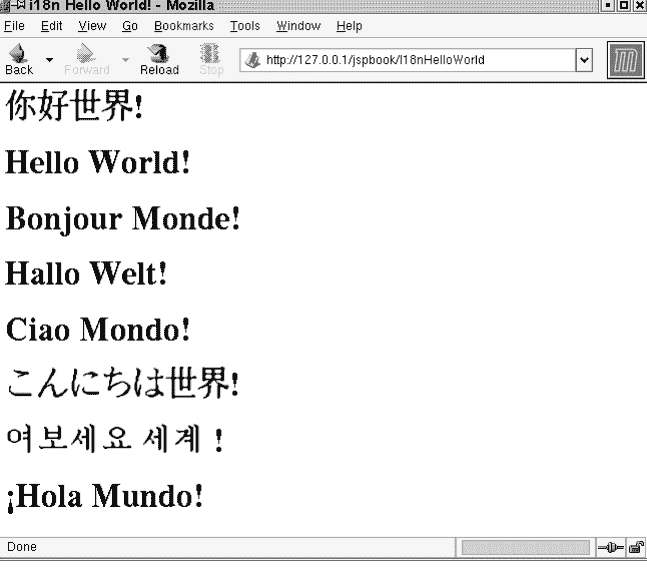 i18n Hello World! - Mozilla
File Edit View Go Bookmarks Tools Window Help
http://127.0.0.1/jspbook/I18nHelloWorld
Back Forward Reload Stop
你好世界!
Hello World!
Bonjour Monde!
Hallo Welt!
Ciao Mondo!
こんにちは世界!
여보세요 세계 !
¡Hola Mundo!
Done